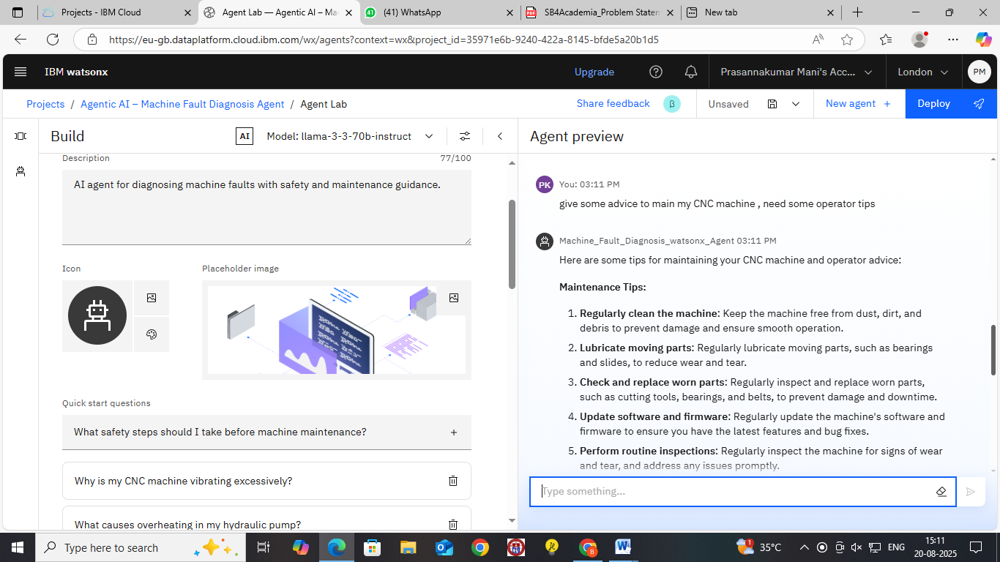 Projects - IBM Cloud
Agent Lab — Agentic AI – Ma
(41) WhatsApp
SB4Academia_Problem Statem
New tab
https://eu-gb.dataplatform.cloud.ibm.com/wx/agents?context=wx&project_id=35971e6b-9240-422a-8145-bfde5a20b1d5
IBM watsonx
Upgrade
Prasannakumar Mani's Acc...
London
PM
Projects / Agentic AI – Machine Fault Diagnosis Agent / Agent Lab
Share feedback
β
Unsaved
New agent +
Deploy
Build
AI
Model: llama-3-3-70b-instruct
Description
77/100
AI agent for diagnosing machine faults with safety and maintenance guidance.
Icon
Placeholder image
Quick start questions
What safety steps should I take before machine maintenance?
Why is my CNC machine vibrating excessively?
What causes overheating in my hydraulic pump?
Agent preview
PK
You: 03:11 PM
give some advice to main my CNC machine , need some operator tips
Machine_Fault_Diagnosis_watsonx_Agent 03:11 PM
Here are some tips for maintaining your CNC machine and operator advice:
Maintenance Tips:
1. Regularly clean the machine: Keep the machine free from dust, dirt, and
debris to prevent damage and ensure smooth operation.
2. Lubricate moving parts: Regularly lubricate moving parts, such as bearings
and slides, to reduce wear and tear.
3. Check and replace worn parts: Regularly inspect and replace worn parts,
such as cutting tools, bearings, and belts, to prevent damage and downtime.
4. Update software and firmware: Regularly update the machine's software and
firmware to ensure you have the latest features and bug fixes.
5. Perform routine inspections: Regularly inspect the machine for signs of wear
and tear, and address any issues promptly.
Type something...
Type here to search
1
35°C
ENG
15:11
20-08-2025